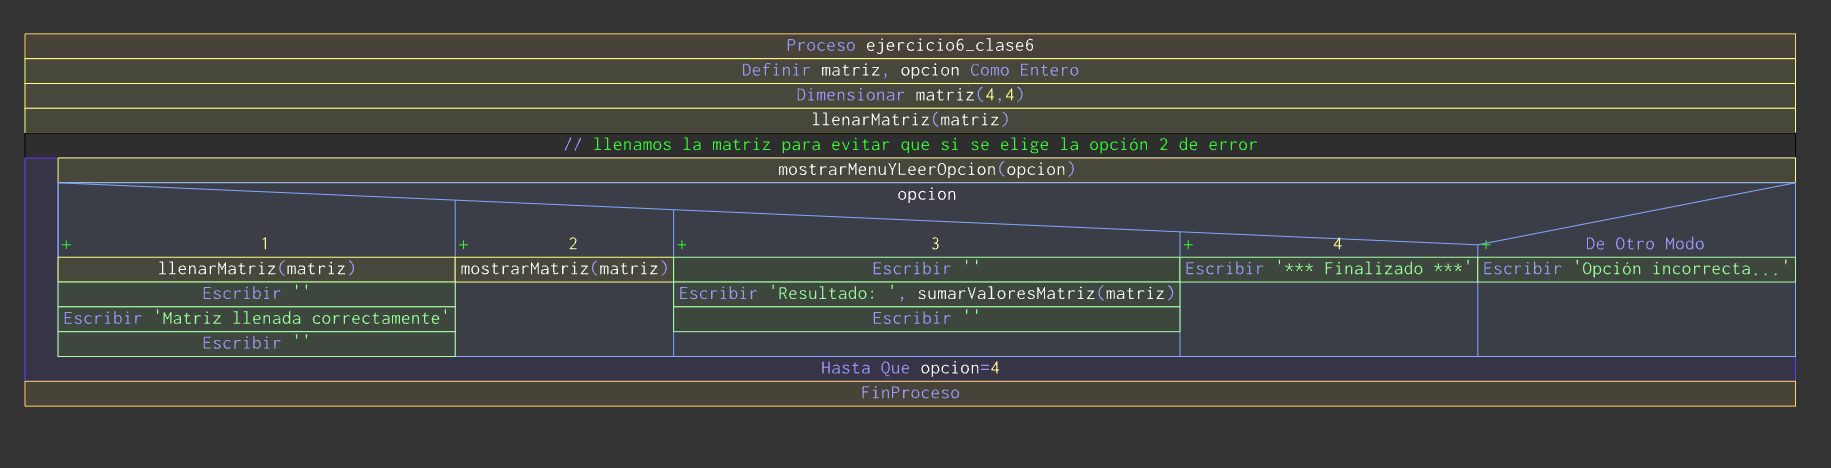 Proceso ejercicio6_clase6
Definir matriz, opcion Como Entero
Dimensionar matriz(4,4)
llenarMatriz(matriz)
// llenamos la matriz para evitar que si se elige la opción 2 de error
mostrarMenuYLeerOpcion(opcion)
opcion
+ 1 + 2 + 3 + 4 + De Otro Modo
llenarMatriz(matriz) mostrarMatriz(matriz) Escribir '' Escribir '*** Finalizado ***' Escribir 'Opción incorrecta...'
Escribir '' Escribir 'Resultado: ', sumarValoresMatriz(matriz)
Escribir 'Matriz llenada correctamente' Escribir ''
Escribir ''
Hasta Que opcion=4
FinProceso